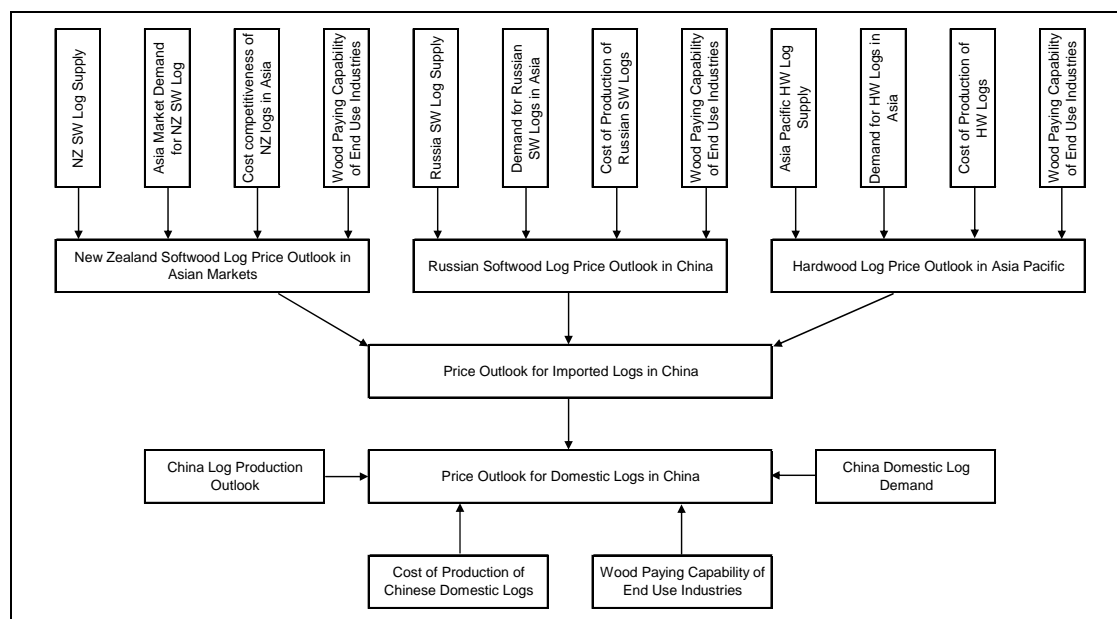 NZ SW Log Supply
Asia Market Demand
for NZ SW Log
Cost competitiveness of
NZ logs in Asia
Wood Paying Capability
of End Use Industries
Russia SW Log Supply
Demand for Russian
SW Logs in Asia
Cost of Production of
Russian SW Logs
Wood Paying Capability
of End Use Industries
Asia Pacific HW Log
Supply
Demand for HW Logs in
Asia
Cost of Production of
HW Logs
Wood Paying Capability
of End Use Industries
New Zealand Softwood Log Price Outlook in
Asian Markets
Russian Softwood Log Price Outlook in China
Hardwood Log Price Outlook in Asia Pacific
Price Outlook for Imported Logs in China
China Log Production
Outlook
Price Outlook for Domestic Logs in China
China Domestic Log
Demand
Cost of Production of
Chinese Domestic Logs
Wood Paying Capability of
End Use Industries